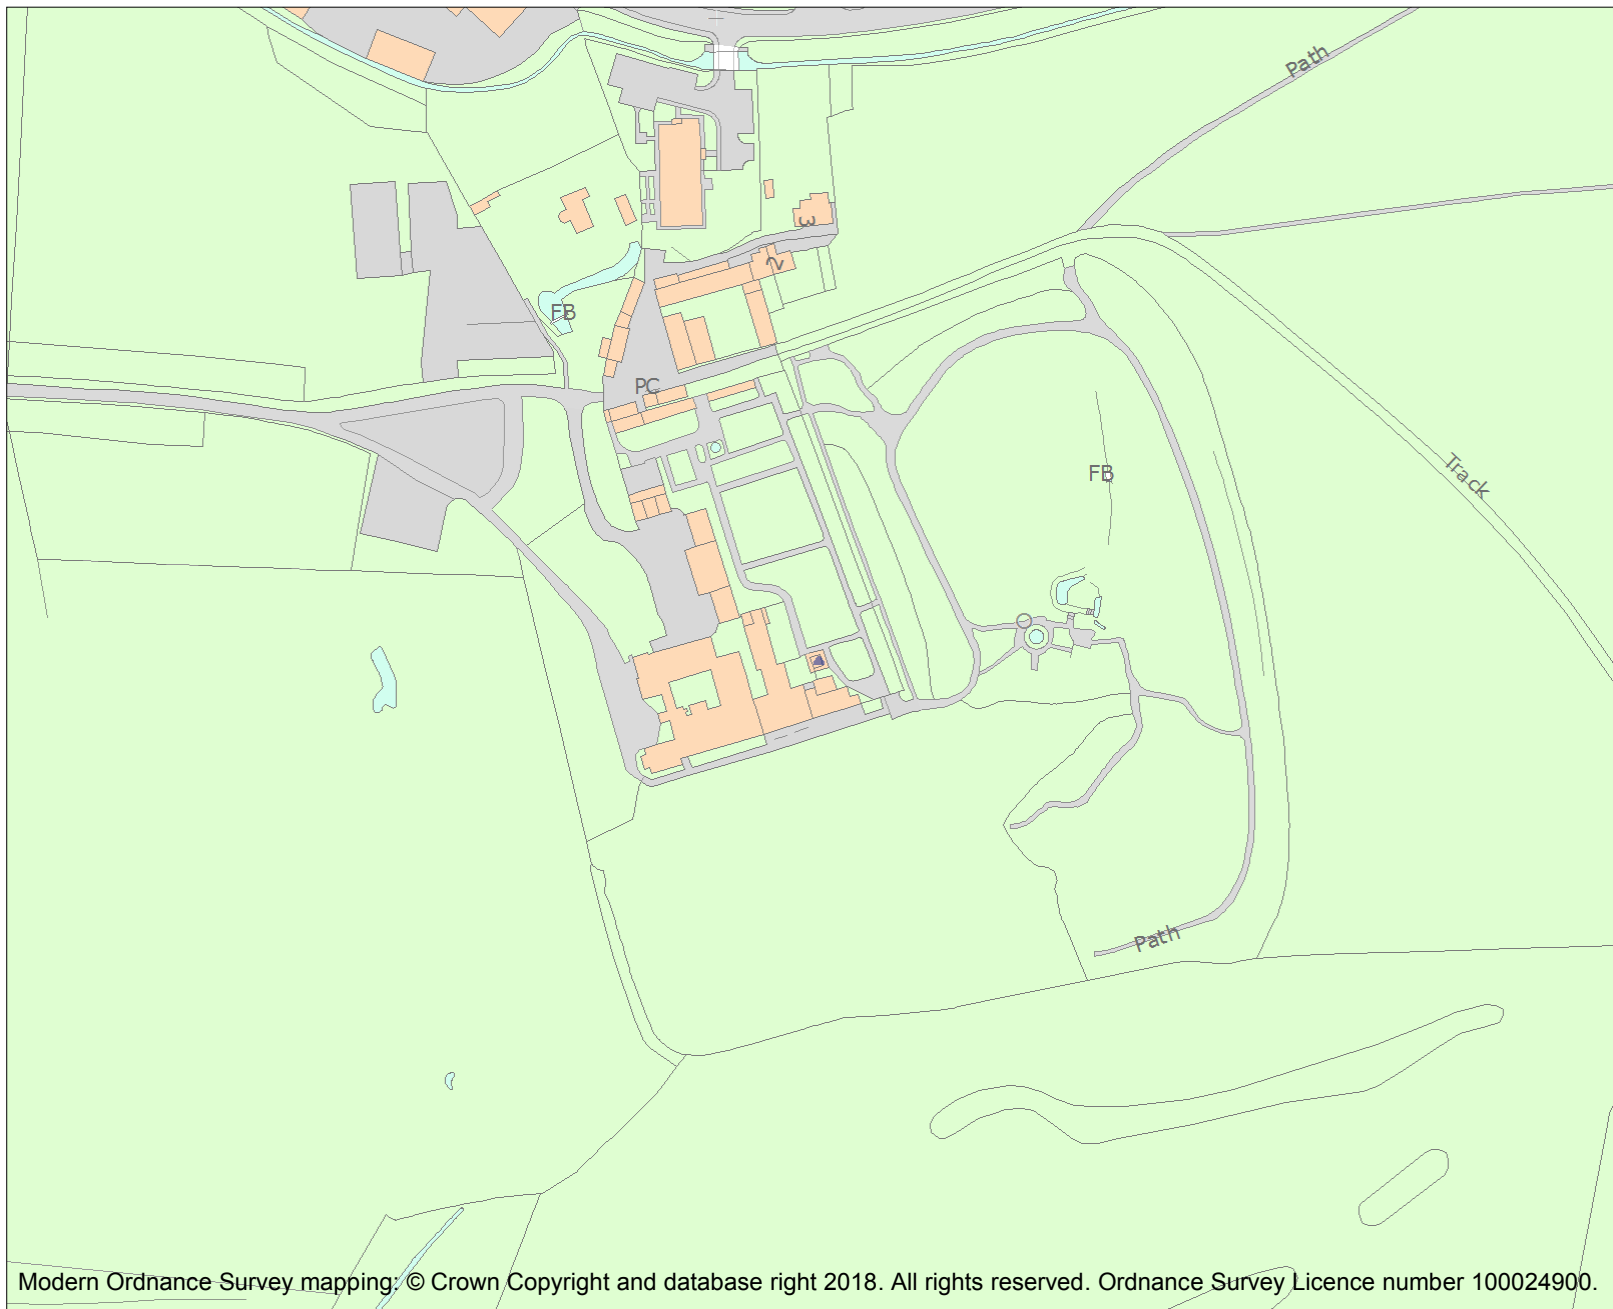 Path
3
2
FB
PC
FB
Track
Path
Modern Ordnance Survey mapping: © Crown Copyright and database right 2018. All rights reserved. Ordnance Survey Licence number 100024900.